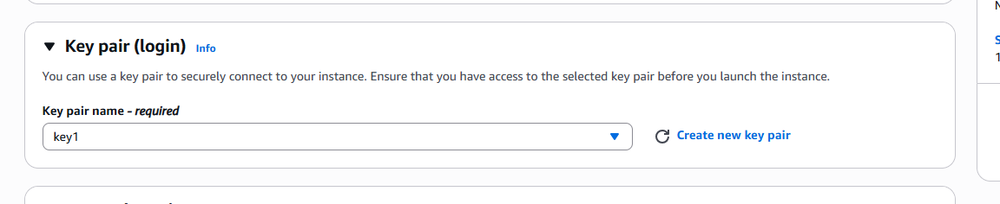 Key pair (login) Info
You can use a key pair to securely connect to your instance. Ensure that you have access to the selected key pair before you launch the instance.
Key pair name - required
key1
Create new key pair